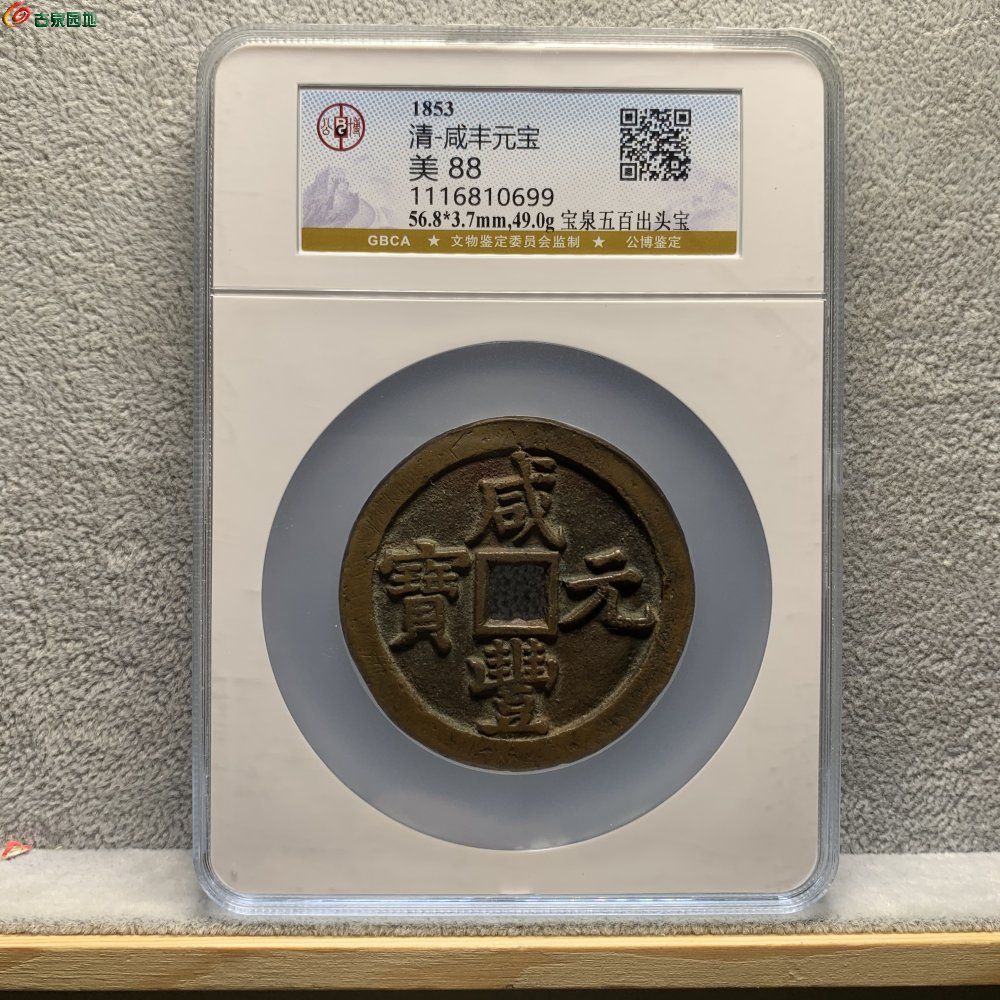 古泉园地
1853
清-咸丰元宝
美 88
1116810699
56.8*3.7mm,49.0g 宝泉五百出头宝
GBCA ★ 文物鉴定委员会监制 ★ 公博鉴定
公博
咸
寶 元
豐